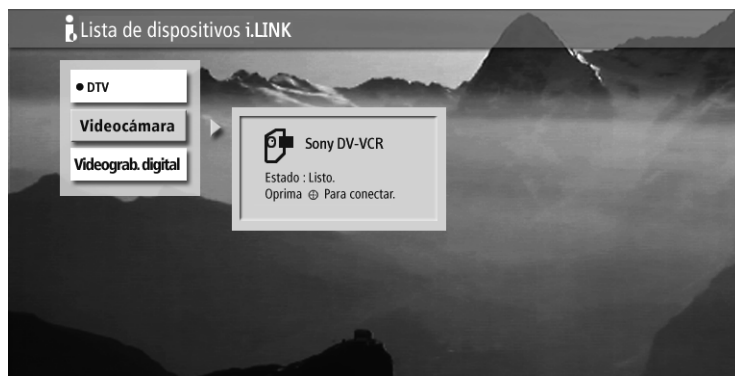 Lista de dispositivos i.LINK
• DTV
Videocámara
Videograb. digital
Sony DV-VCR
Estado : Listo.
Oprima ⊕ Para conectar.